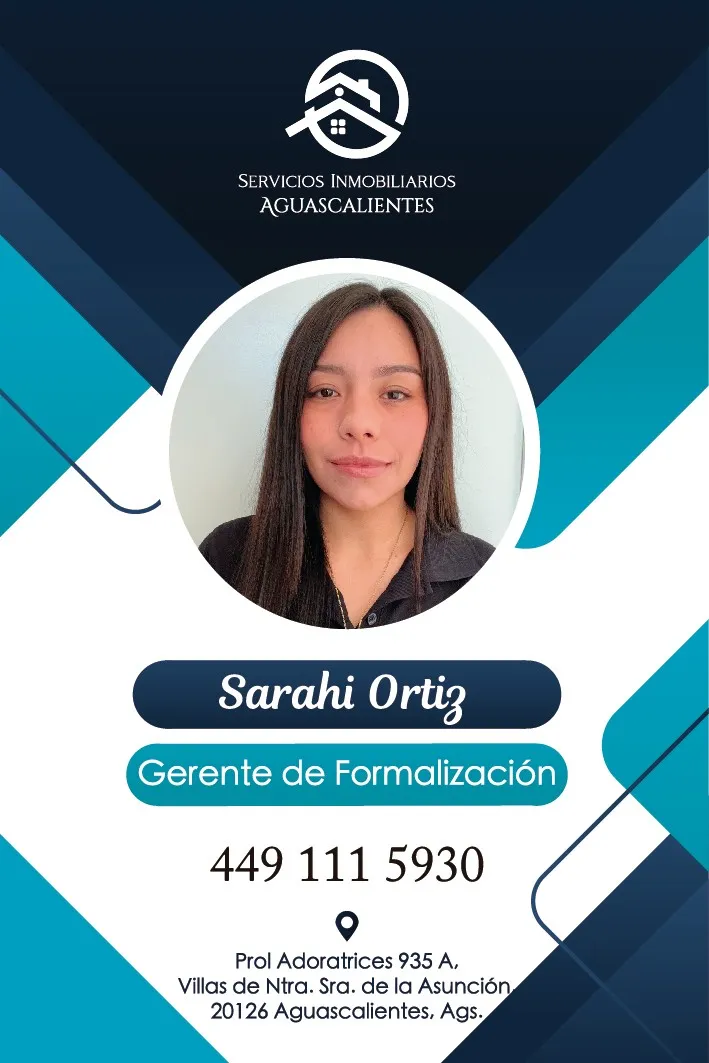 Servicios Inmobiliarios
Aguascalientes
Sarahi Ortiz
Gerente de Formalización
449 111 5930
Prol Adoratrices 935 A,
Villas de Ntra. Sra. de la Asunción,
20126 Aguascalientes, Ags.